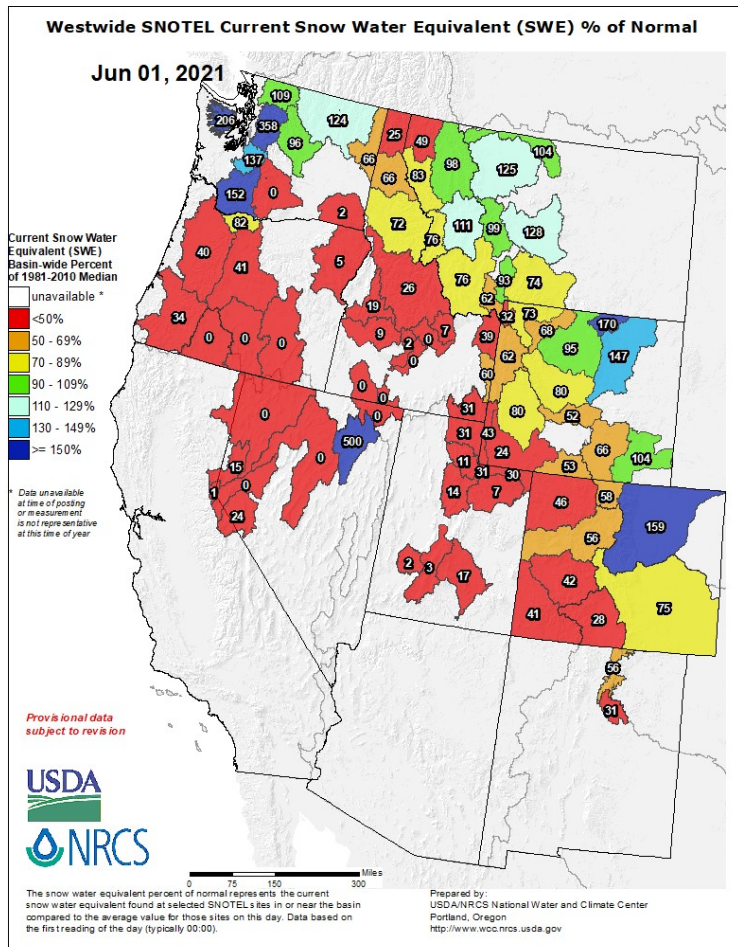 Westwide SNOTEL Current Snow Water Equivalent (SWE) % of Normal
Jun 01, 2021
109
206
358
124
96
25
49
104
137
66
98
125
66
83
152
0
82
2
72
76
111
99
128
40
41
5
26
76
93
74
62
19
32
73
34
9
7
39
68
170
0
0
0
2
0
62
95
147
0
60
80
0
0
31
80
52
0
0
500
31
43
24
66
104
15
0
11
31
30
53
1
0
14
7
46
58
24
56
159
2
3
17
42
75
41
28
56
31
Current Snow Water
Equivalent (SWE)
Basin-wide Percent
of 1981-2010 Median
unavailable *
<50%
50 - 69%
70 - 89%
90 - 109%
110 - 129%
130 - 149%
>= 150%
* Data unavailable
at time of posting
or measurement
is not representative
at this time of year
Provisional data
subject to revision
USDA
NRCS
Miles
0 75 150 300
The snow water equivalent percent of normal represents the current
snow water equivalent found at selected SNOTEL sites in or near the basin
compared to the average value for those sites on this day. Data based on
the first reading of the day (typically 00:00).
Prepared by:
USDA/NRCS National Water and Climate Center
Portland, Oregon
http://www.wcc.nrcs.usda.gov